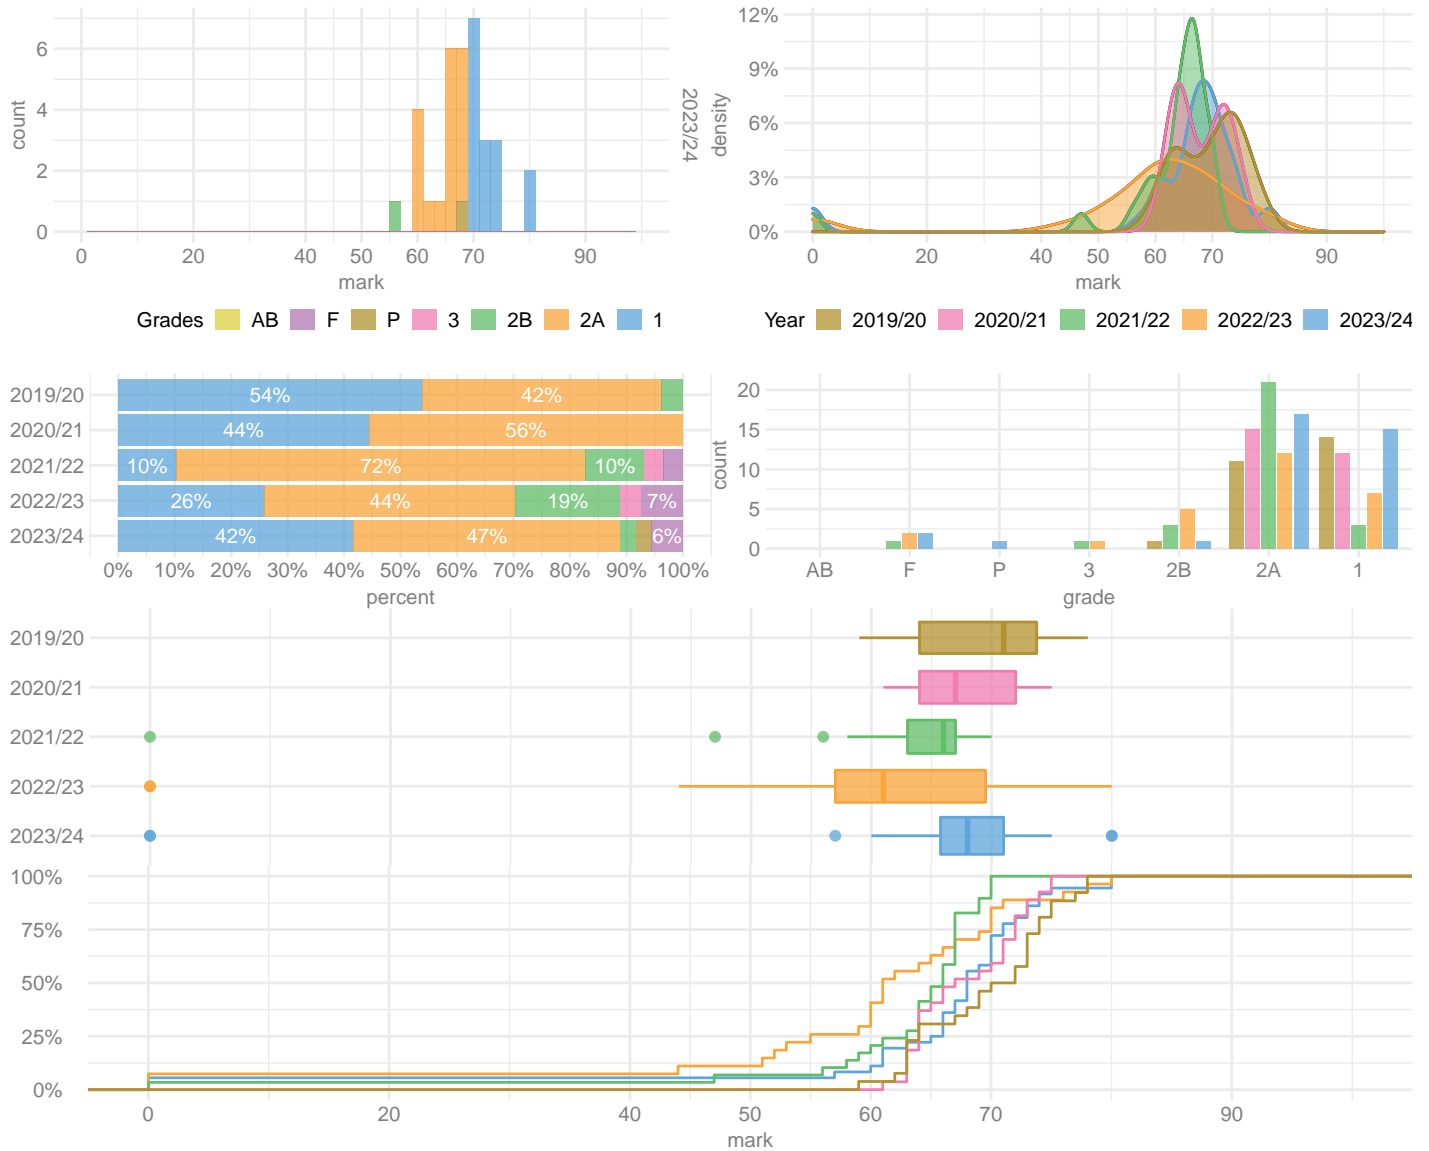 6
4
2
0
count
0 20 40 50 60 70 90
mark
2023/24
12%
9%
6%
3%
0%
density
0 20 40 50 60 70 90
mark
Grades AB F P 3 2B 2A 1
Year 2019/20 2020/21 2021/22 2022/23 2023/24
2019/20 54% 42%
2020/21 44% 56%
2021/22 10% 72% 10%
2022/23 26% 44% 19% 7%
2023/24 42% 47% 6%
0% 10% 20% 30% 40% 50% 60% 70% 80% 90% 100%
percent
20
15
10
5
0
count
AB F P 3 2B 2A 1
grade
2019/20
2020/21
2021/22
2022/23
2023/24
100%
75%
50%
25%
0%
0 20 40 50 60 70 90
mark